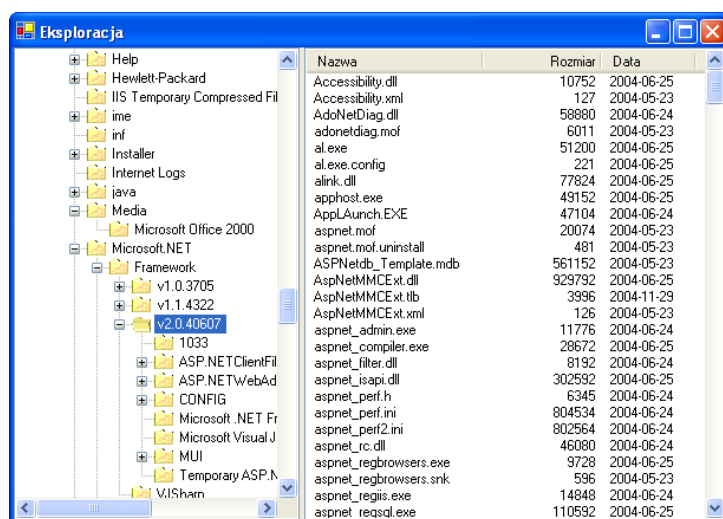 Eksploracja
Help
Hewlett-Packard
IIS Temporary Compressed Fil
ime
inf
Installer
Internet Logs
java
Media
Microsoft Office 2000
Microsoft.NET
Framework
v1.0.3705
v1.1.4322
v2.0.40607
1033
ASP.NETClientFil
ASP.NETWebAd
CONFIG
Microsoft .NET Fr
Microsoft Visual J
MUI
Temporary ASP.N
VJSharp
Nazwa Rozmiar Data
Accessibility.dll 10752 2004-06-25
Accessibility.xml 127 2004-05-23
AdoNetDiag.dll 58880 2004-06-24
adonetdiag.mof 6011 2004-05-23
al.exe 51200 2004-06-25
al.exe.config 221 2004-06-25
alink.dll 77824 2004-06-25
apphost.exe 49152 2004-06-25
AppLAunch.EXE 47104 2004-06-24
aspnet.mof 20074 2004-05-23
aspnet.mof.uninstall 481 2004-05-23
ASPNetdb_Template.mdb 561152 2004-05-23
AspNetMMCExt.dll 929792 2004-06-25
AspNetMMCExt.tlb 3996 2004-11-29
AspNetMMCExt.xml 126 2004-05-23
aspnet_admin.exe 11776 2004-06-24
aspnet_compiler.exe 28672 2004-06-25
aspnet_filter.dll 8192 2004-06-24
aspnet_isapi.dll 302592 2004-06-25
aspnet_perf.h 6345 2004-06-24
aspnet_perf.ini 804534 2004-06-24
aspnet_perf2.ini 802564 2004-06-24
aspnet_rc.dll 46080 2004-06-24
aspnet_regbrowsers.exe 9728 2004-06-25
aspnet_regbrowsers.snk 596 2004-05-23
aspnet_regiis.exe 14848 2004-06-24
aspnet_regsql.exe 110592 2004-06-25